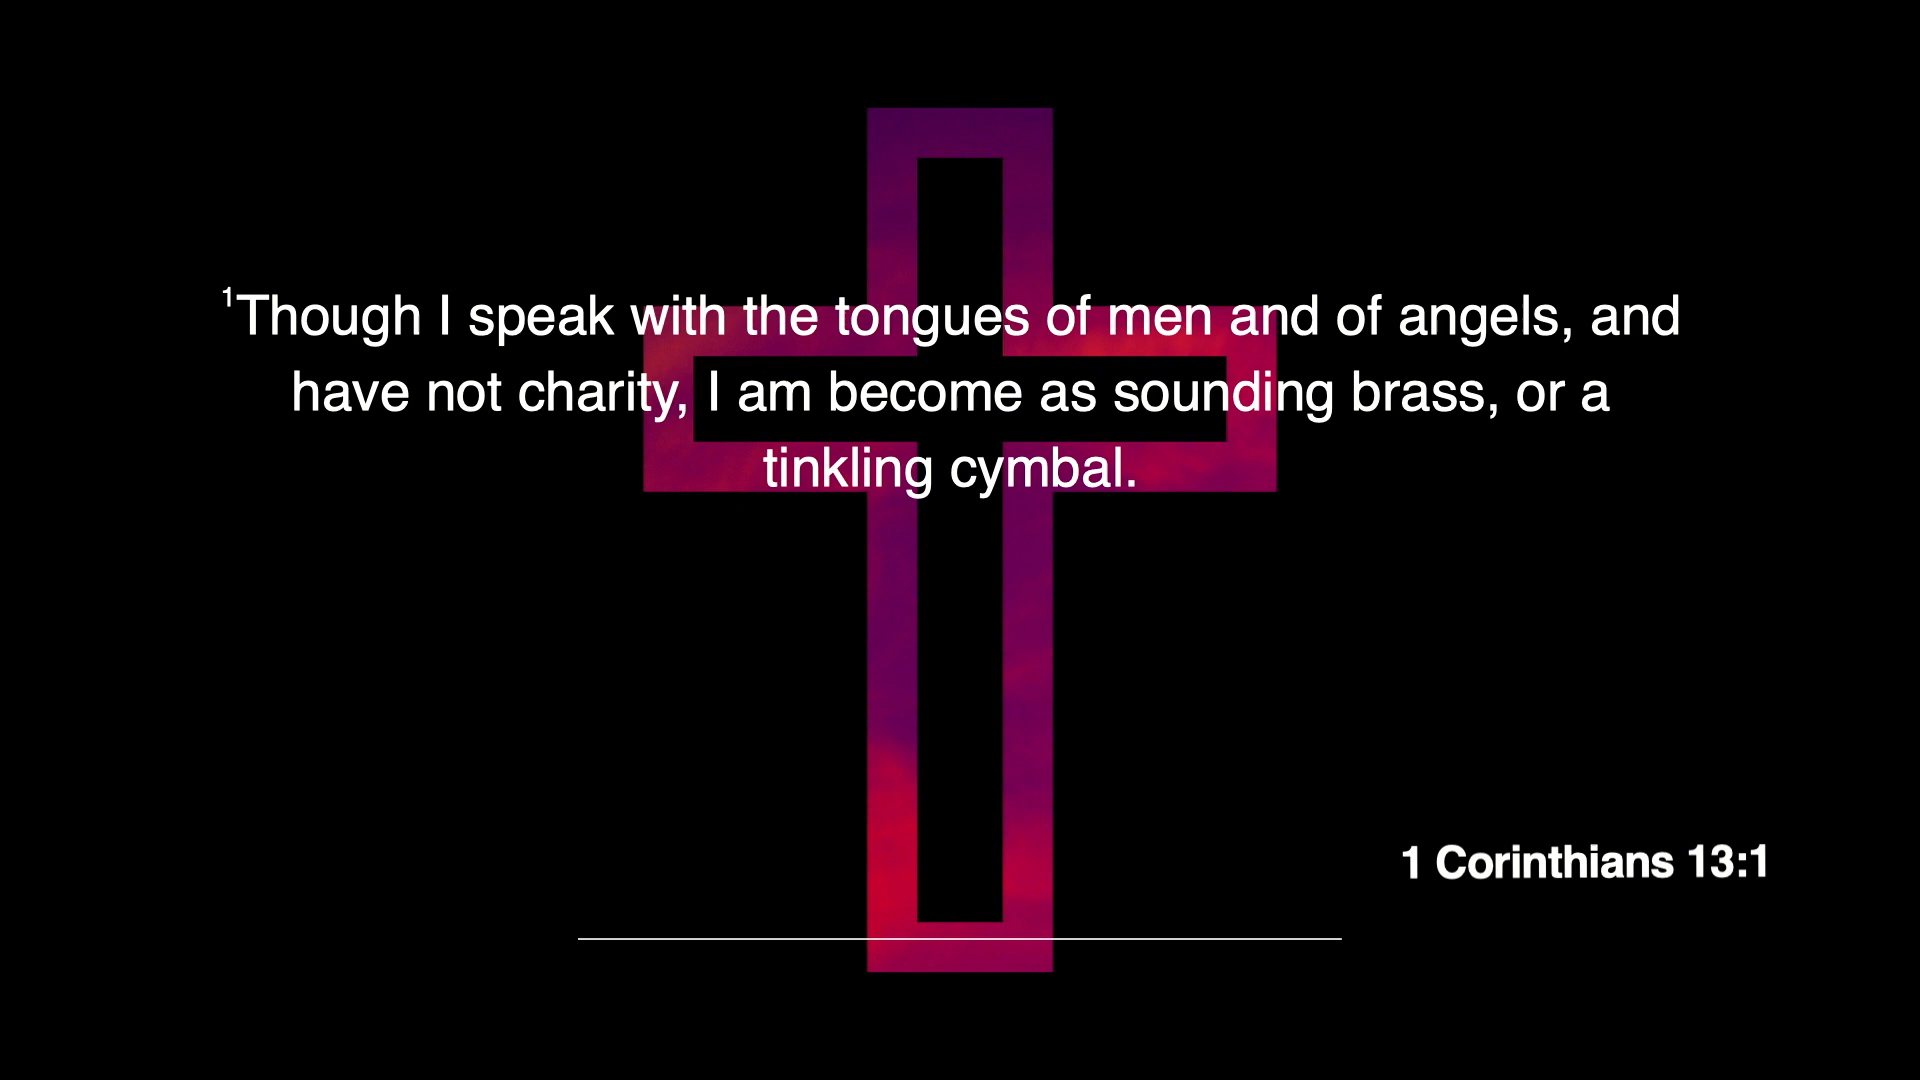 ¹Though I speak with the tongues of men and of angels, and
have not charity, I am become as sounding brass, or a
tinkling cymbal.
1 Corinthians 13:1